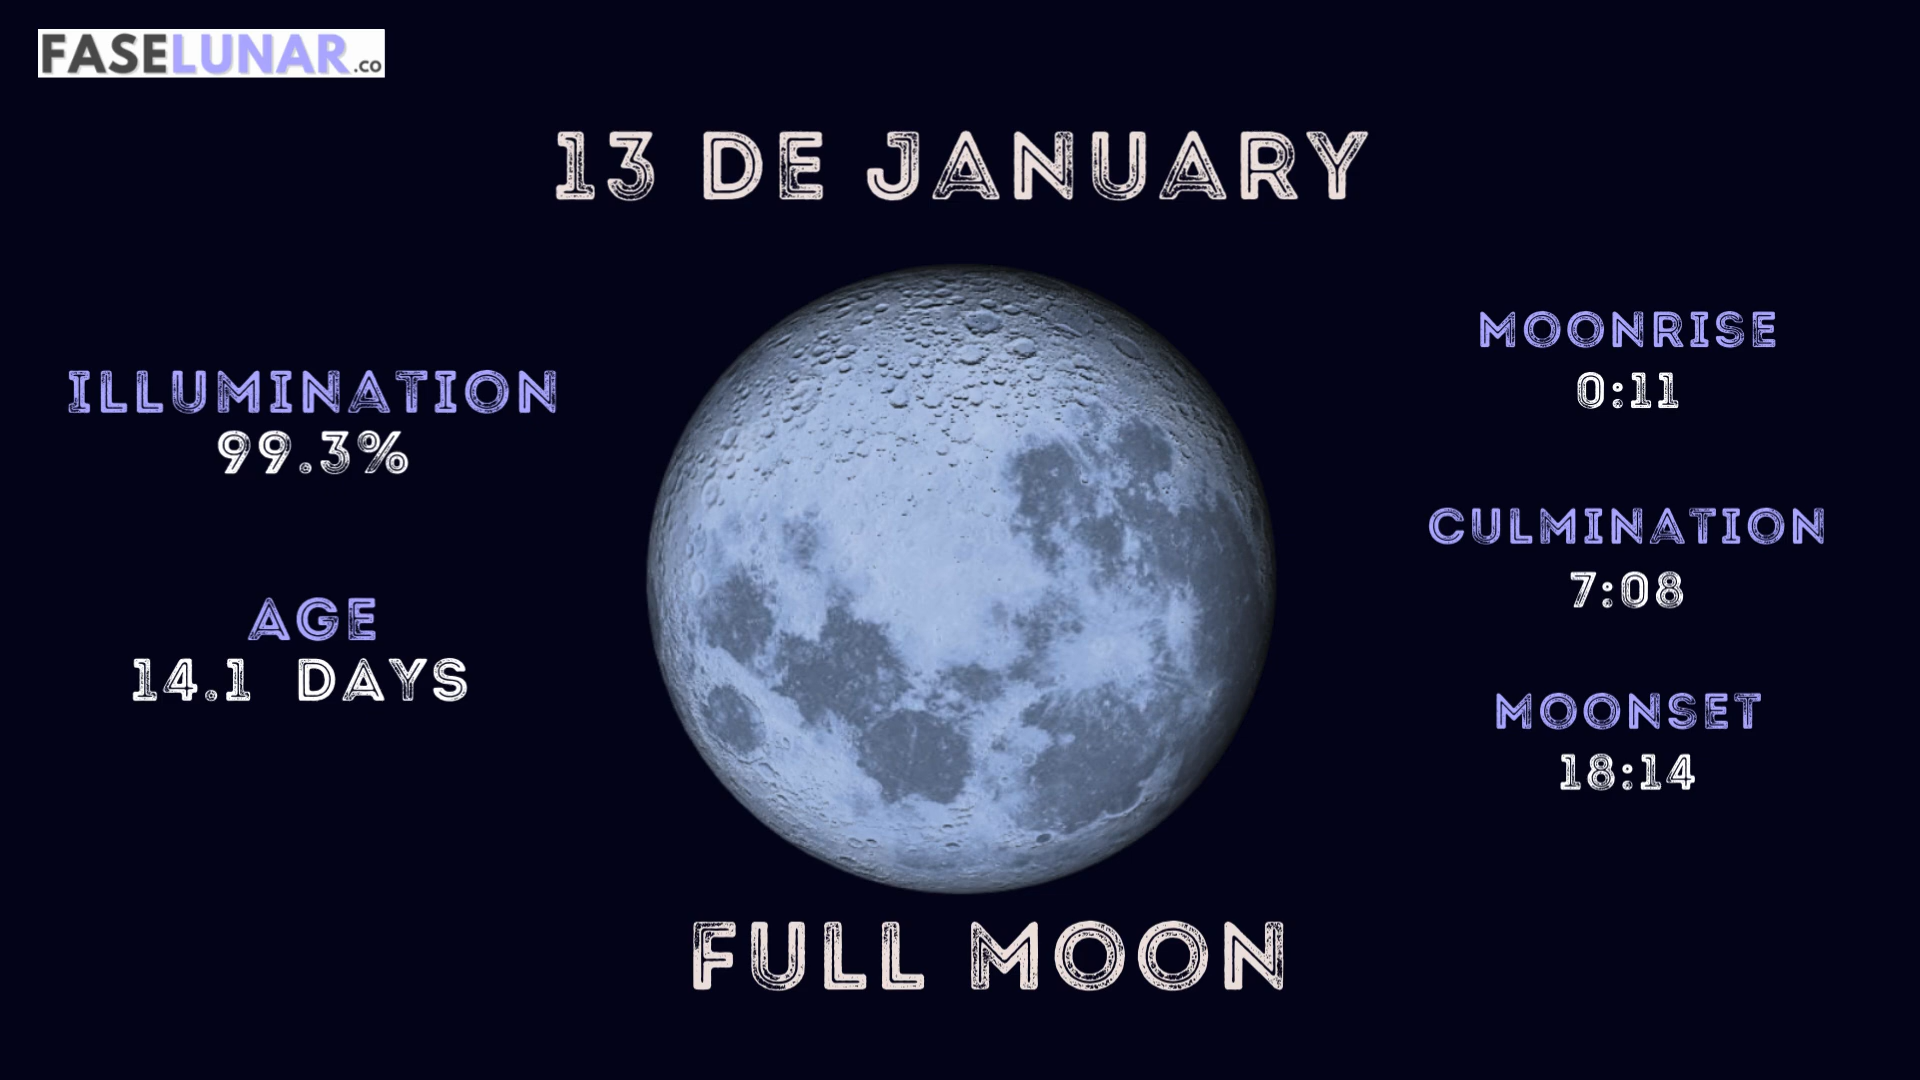 FASELUNAR.co
13 DE JANUARY
ILLUMINATION
99.3%
AGE
14.1 DAYS
MOONRISE
0:11
CULMINATION
7:08
MOONSET
18:14
FULL MOON